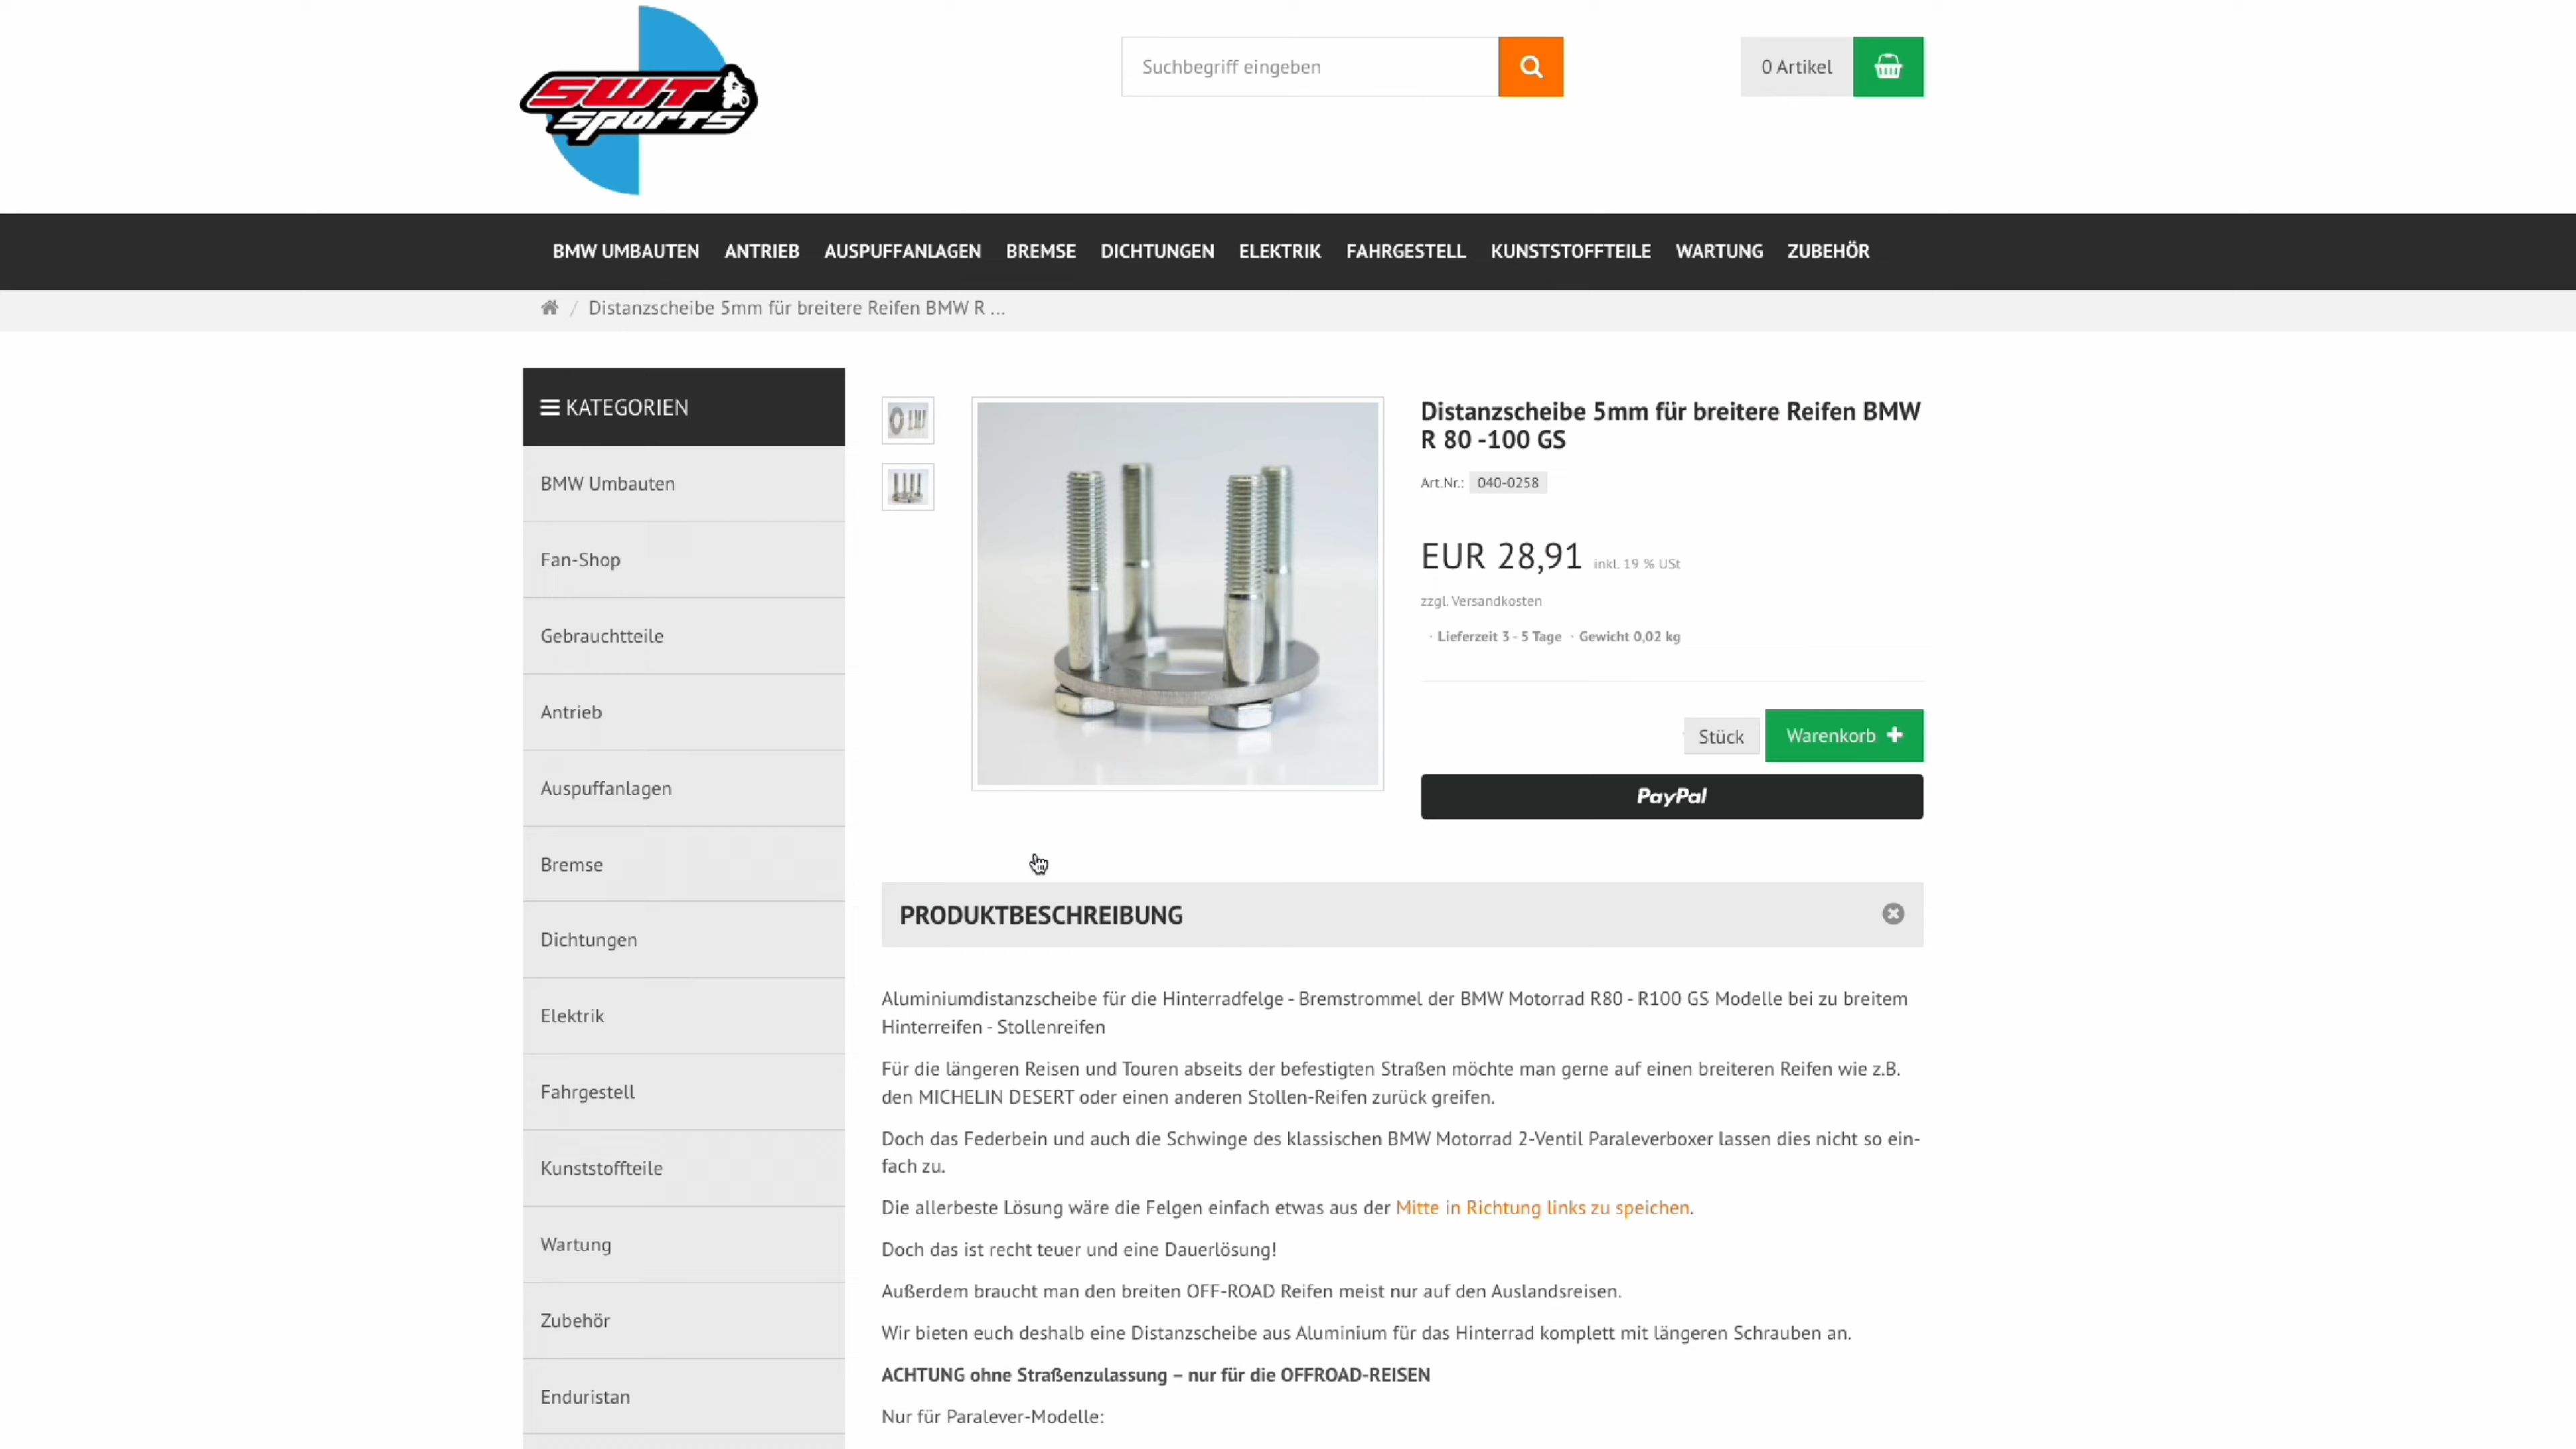 SWT
SPORTS
Suchbegriff eingeben
0 Artikel
BMW UMBAUTEN ANTRIEB AUSPUFFANLAGEN BREMSE DICHTUNGEN ELEKTRIK FAHRGESTELL KUNSTSTOFFTEILE WARTUNG ZUBEHÖR
/ Distanzscheibe 5mm für breitere Reifen BMW R ...
KATEGORIEN
BMW Umbauten
Fan-Shop
Gebrauchtteile
Antrieb
Auspuffanlagen
Bremse
Dichtungen
Elektrik
Fahrgestell
Kunststoffteile
Wartung
Zubehör
Enduristan
Distanzscheibe 5mm für breitere Reifen BMW
R 80 -100 GS
Art.Nr.: 040-0258
EUR 28,91 inkl. 19 % USt
zzgl. Versandkosten
· Lieferzeit 3 - 5 Tage · Gewicht 0,02 kg
Stück Warenkorb
PayPal
PRODUKTBESCHREIBUNG
Aluminiumdistanzscheibe für die Hinterradfelge - Bremstrommel der BMW Motorrad R80 - R100 GS Modelle bei zu breitem
Hinterreifen - Stollenreifen
Für die längeren Reisen und Touren abseits der befestigten Straßen möchte man gerne auf einen breiteren Reifen wie z.B.
den MICHELIN DESERT oder einen anderen Stollen-Reifen zurück greifen.
Doch das Federbein und auch die Schwinge des klassischen BMW Motorrad 2-Ventil Paraleverboxer lassen dies nicht so ein-
fach zu.
Die allerbeste Lösung wäre die Felgen einfach etwas aus der Mitte in Richtung links zu speichen.
Doch das ist recht teuer und eine Dauerlösung!
Außerdem braucht man den breiten OFF-ROAD Reifen meist nur auf den Auslandsreisen.
Wir bieten euch deshalb eine Distanzscheibe aus Aluminium für das Hinterrad komplett mit längeren Schrauben an.
ACHTUNG ohne Straßenzulassung – nur für die OFFROAD-REISEN
Nur für Paralever-Modelle: